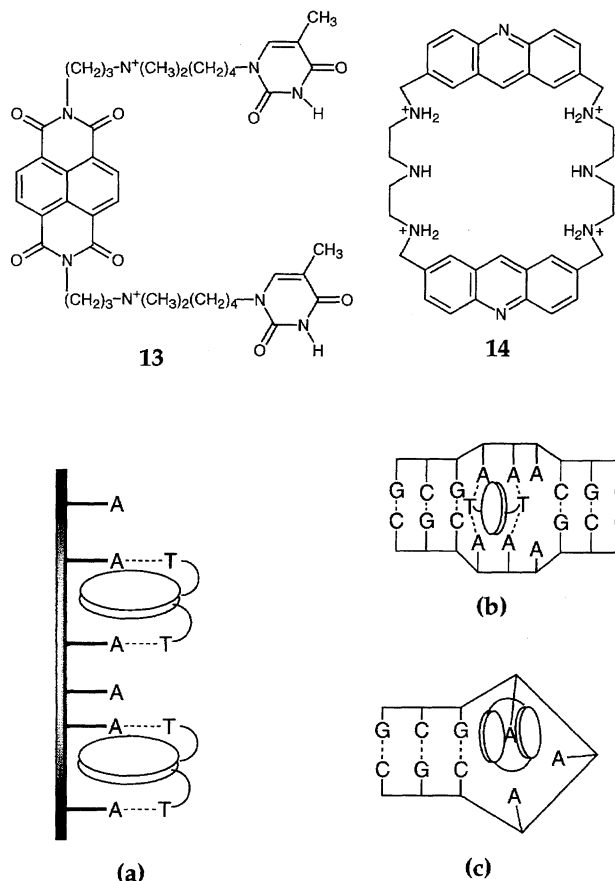 CH₃
(CH₂)₃-N⁺(CH₃)₂(CH₂)₄-N
O
O
N
H
O
N
O
O
N
O
CH₃
(CH₂)₃-N⁺(CH₃)₂(CH₂)₄-N
O
O
N
H
13
N
+NH₂
H₂N+
NH
HN
+NH₂
H₂N+
N
14
A
A T
A T
A
A T
A T
(a)
G C G A A A C G C
T T
C G C A A A G C G
(b)
G C G A
A
C G C A
(c)